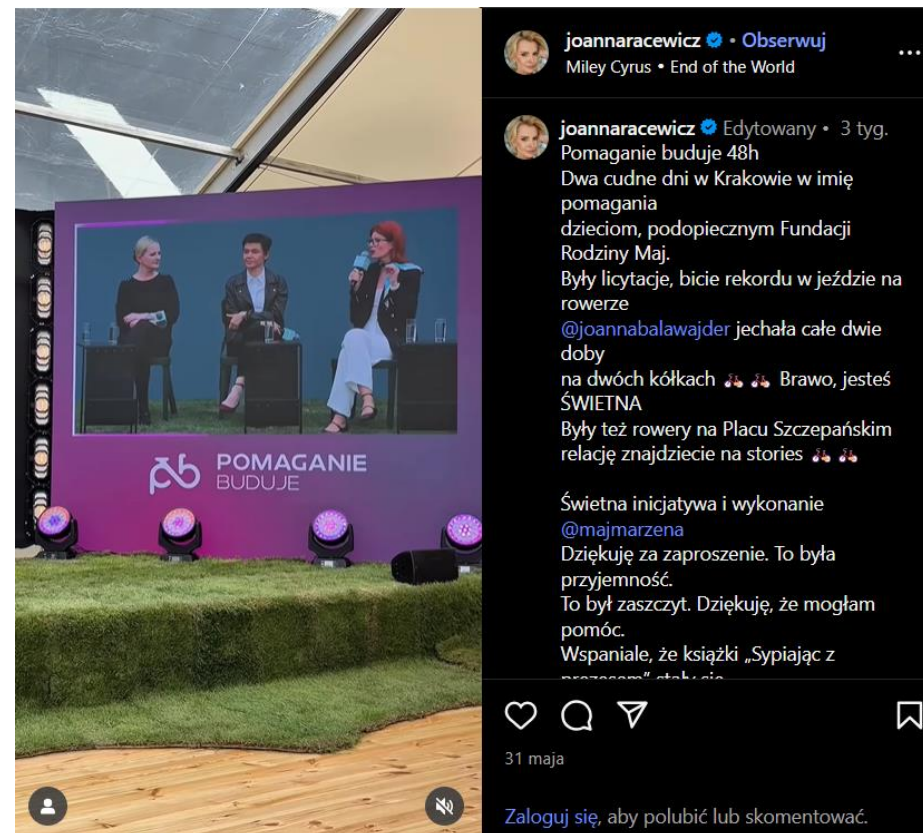 joannaracewicz • Obserwuj
Miley Cyrus • End of the World
joannaracewicz Edytowany • 3 tyg.
Pomaganie buduje 48h
Dwa cudne dni w Krakowie w imię
pomagania
dzieciom, podopiecznym Fundacji
Rodziny Maj.
Były licytacje, bicie rekordu w jeździe na
rowerze
@joannabalawajder jechała całe dwie
doby
na dwóch kółkach 🚲 🚲 Brawo, jesteś
ŚWIETNA
Były też rowery na Placu Szczepańskim
relację znajdziecie na stories 🚲 🚲
Świetna inicjatywa i wykonanie
@majmarzena
Dziękuję za zaproszenie. To była
przyjemność.
To był zaszczyt. Dziękuję, że mogłam
pomóc.
Wspaniale, że książki „Sypiając z
31 maja
Zaloguj się, aby polubić lub skomentować.
POMAGANIE
BUDUJE